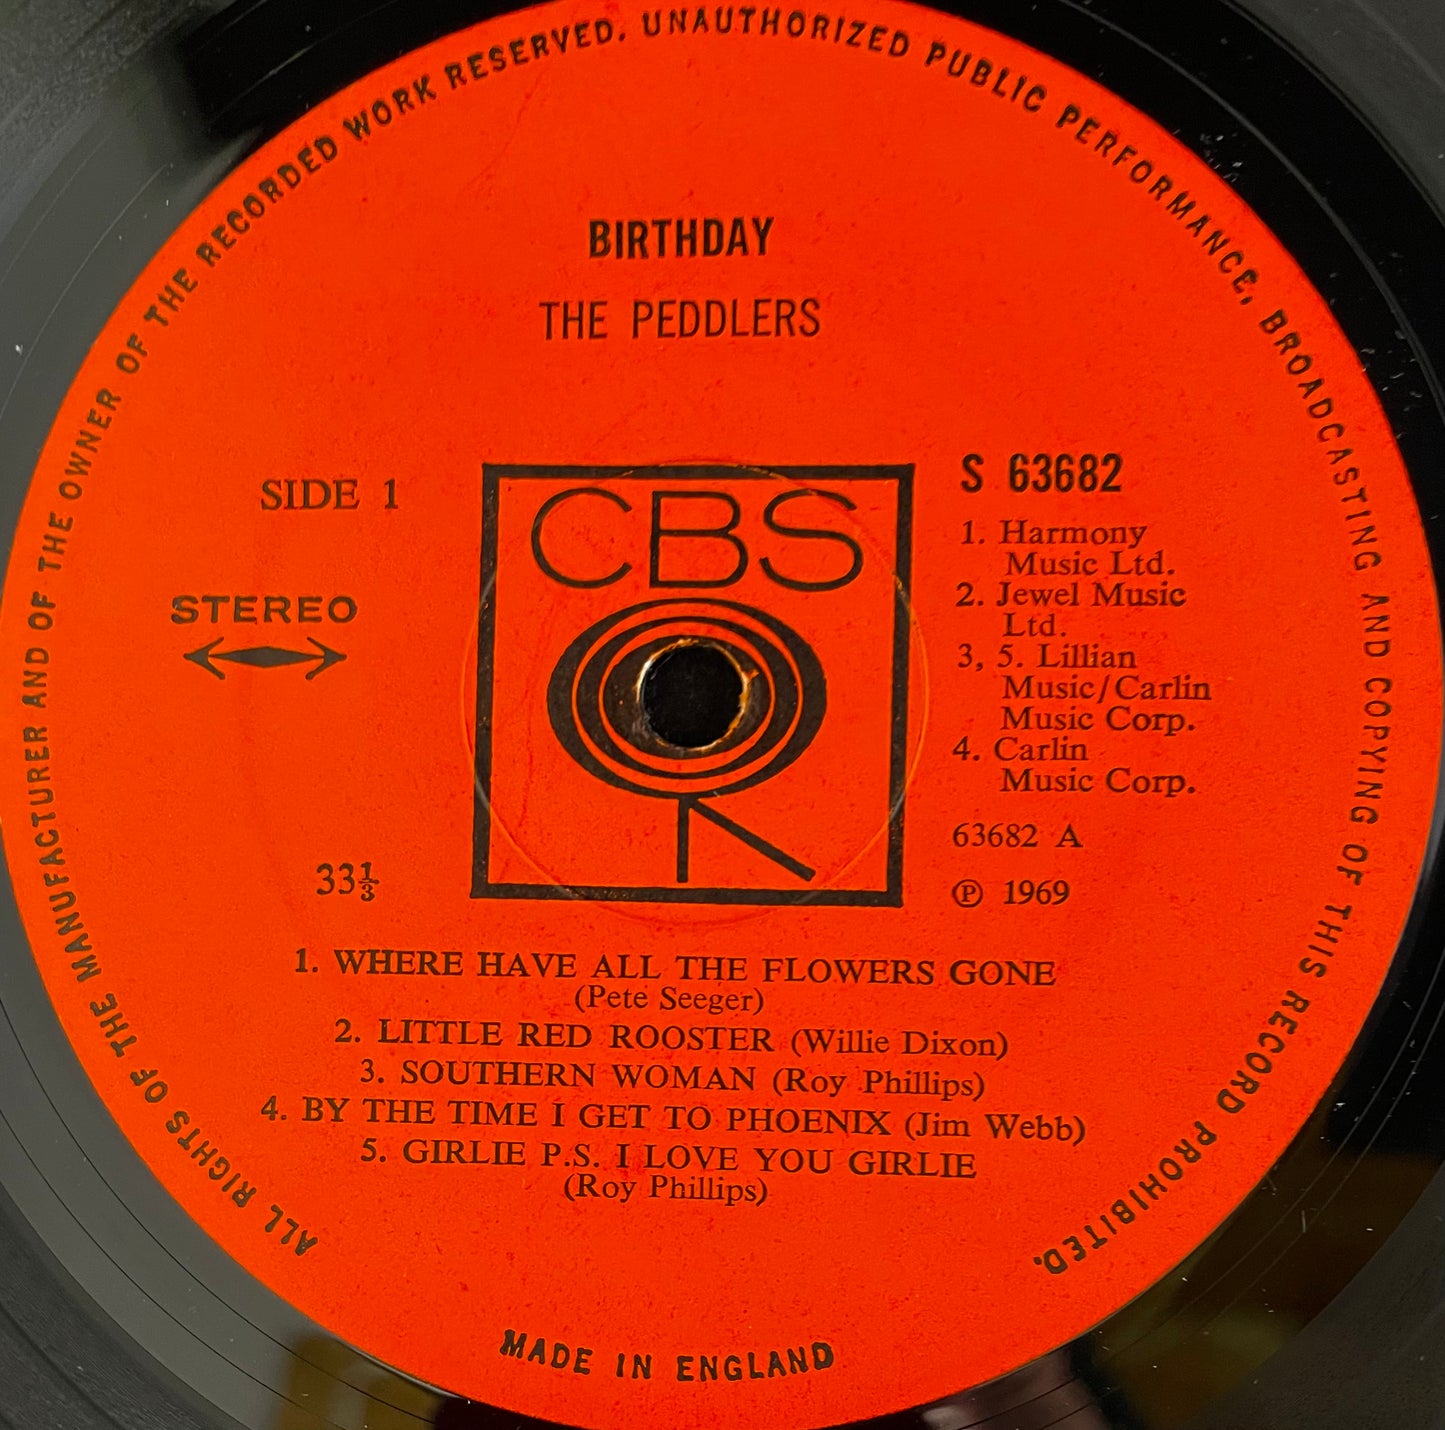 ALL RIGHTS OF THE MANUFACTURER AND OF THE OWNER OF THE RECORDED WORK RESERVED. UNAUTHORIZED PUBLIC PERFORMANCE, BROADCASTING AND COPYING OF THIS RECORD PROHIBITED.
BIRTHDAY
THE PEDDLERS
SIDE 1
STEREO
33⅓
CBS
S 63682
1. Harmony
Music Ltd.
2. Jewel Music
Ltd.
3, 5. Lillian
Music/Carlin
Music Corp.
4. Carlin
Music Corp.
63682 A
℗ 1969
1. WHERE HAVE ALL THE FLOWERS GONE
(Pete Seeger)
2. LITTLE RED ROOSTER (Willie Dixon)
3. SOUTHERN WOMAN (Roy Phillips)
4. BY THE TIME I GET TO PHOENIX (Jim Webb)
5. GIRLIE P.S. I LOVE YOU GIRLIE
(Roy Phillips)
MADE IN ENGLAND